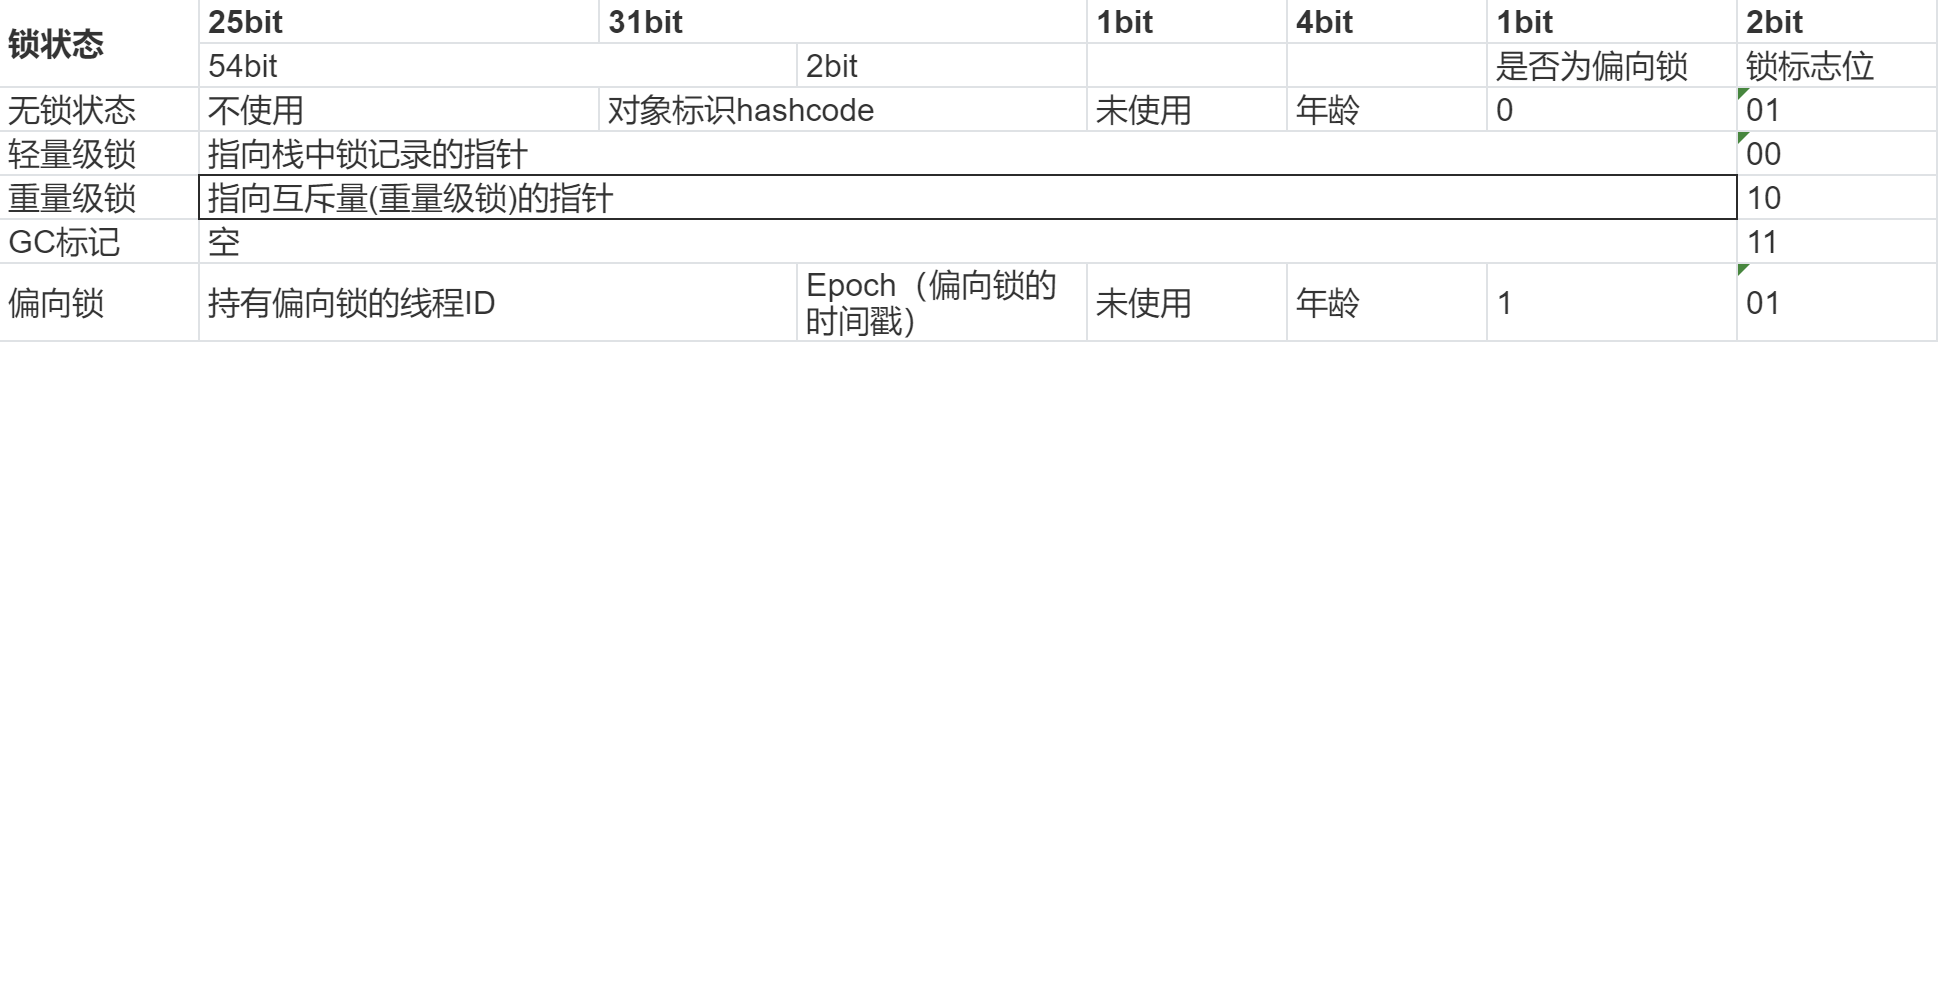 锁状态 25bit 31bit 1bit 4bit 1bit 2bit
54bit 2bit 是否为偏向锁 锁标志位
无锁状态 不使用 对象标识hashcode 未使用 年龄 0 01
轻量级锁 指向栈中锁记录的指针 00
重量级锁 指向互斥量(重量级锁)的指针 10
GC标记 空 11
偏向锁 持有偏向锁的线程ID Epoch（偏向锁的 未使用 年龄 1 01
时间戳）